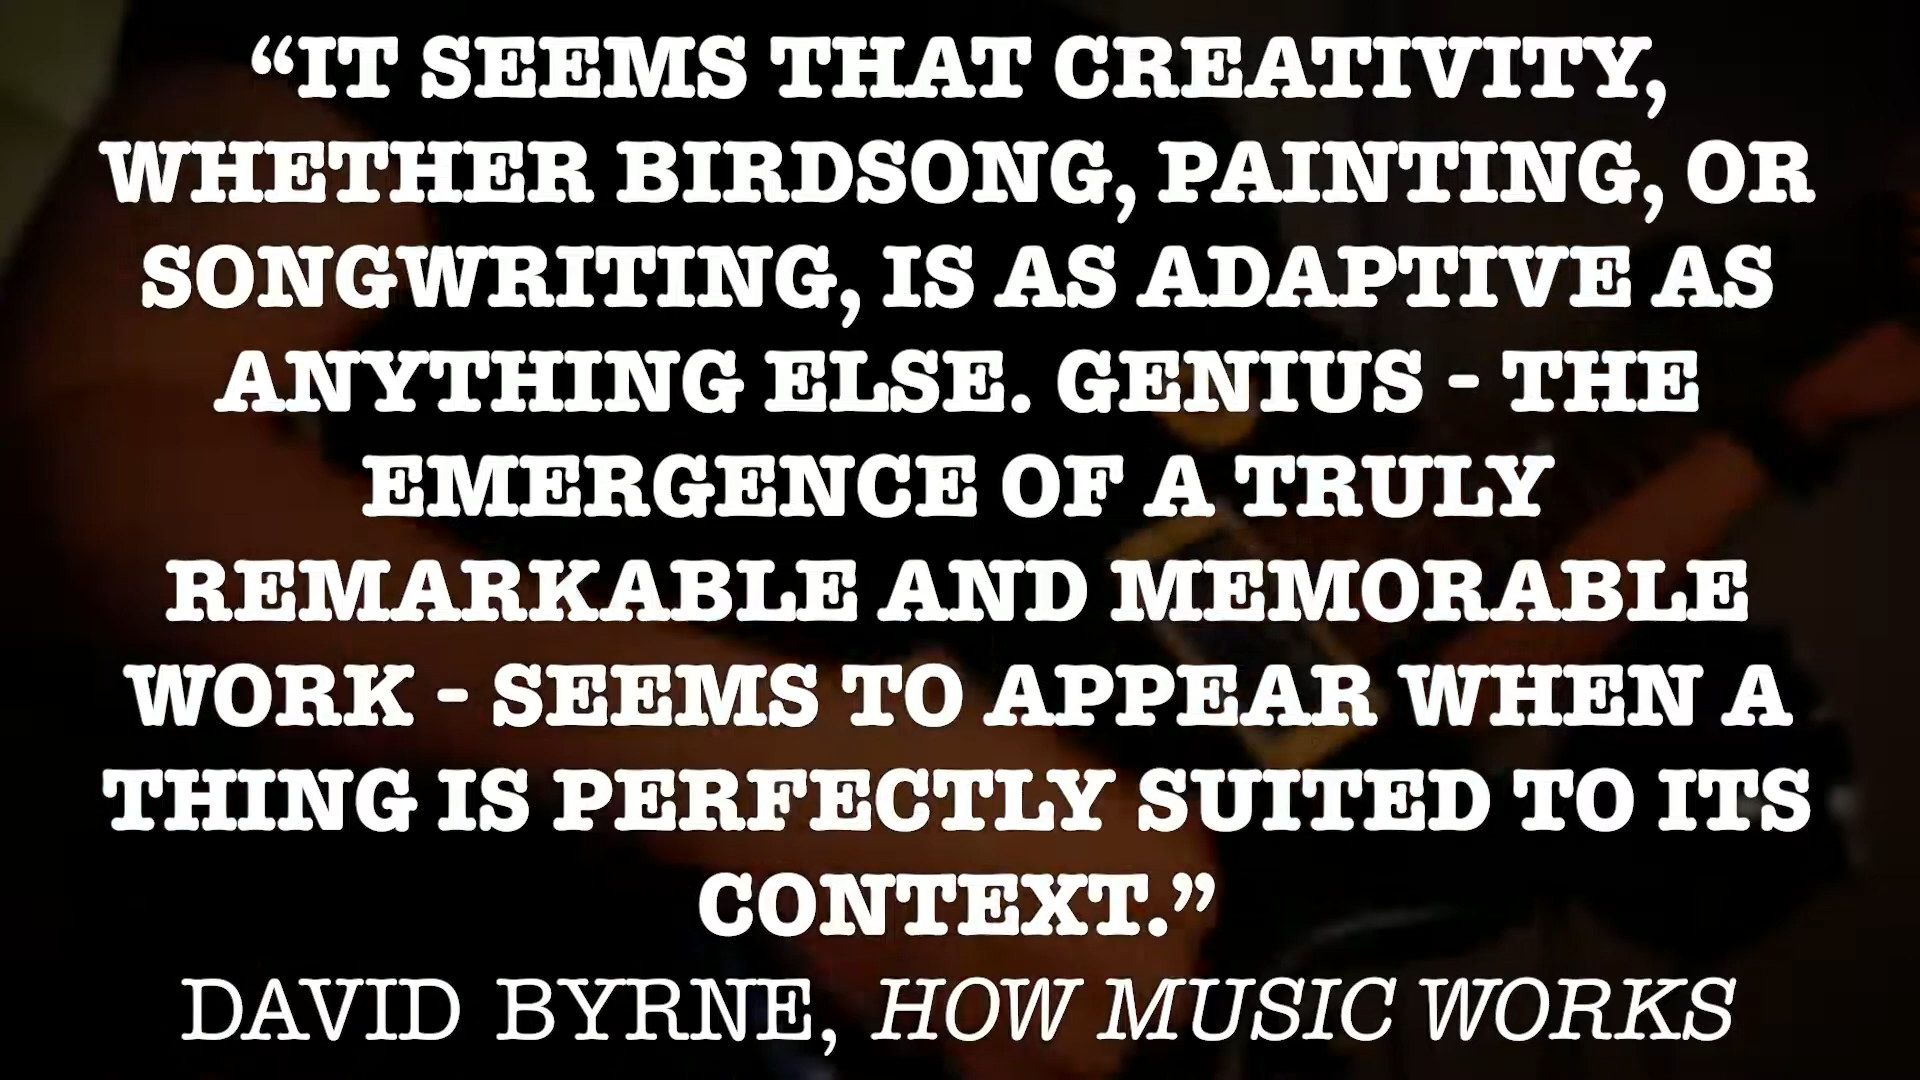 “IT SEEMS THAT CREATIVITY,
WHETHER BIRDSONG, PAINTING, OR
SONGWRITING, IS AS ADAPTIVE AS
ANYTHING ELSE. GENIUS - THE
EMERGENCE OF A TRULY
REMARKABLE AND MEMORABLE
WORK - SEEMS TO APPEAR WHEN A
THING IS PERFECTLY SUITED TO ITS
CONTEXT.”
DAVID BYRNE, HOW MUSIC WORKS